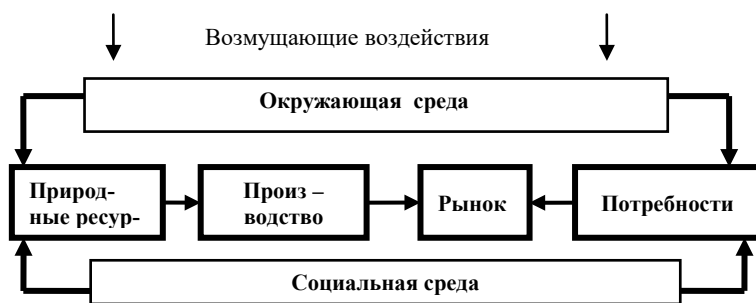 Возмущающие воздействия
Окружающая среда
Природ-
ные ресур-
Произ –
водство
Рынок
Потребности
Социальная среда